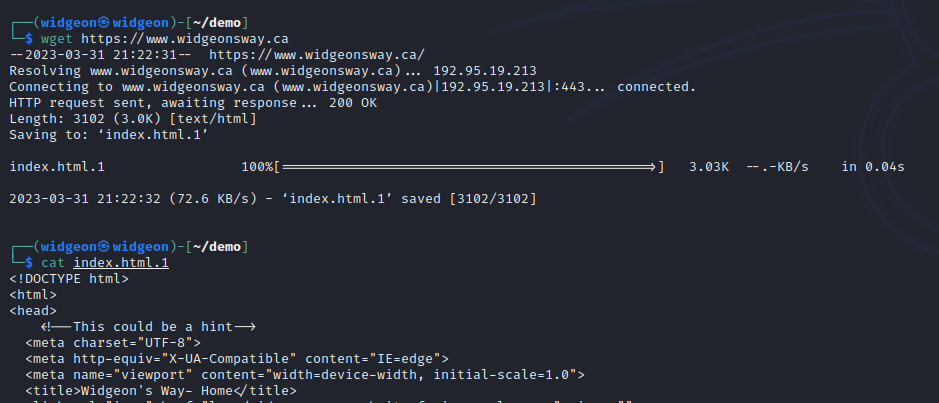 ┌──(widgeon㉿widgeon)-[~/demo]
└─$ wget https://www.widgeonsway.ca
--2023-03-31 21:22:31--  https://www.widgeonsway.ca/
Resolving www.widgeonsway.ca (www.widgeonsway.ca)... 192.95.19.213
Connecting to www.widgeonsway.ca (www.widgeonsway.ca)|192.95.19.213|:443... connected.
HTTP request sent, awaiting response... 200 OK
Length: 3102 (3.0K) [text/html]
Saving to: ‘index.html.1’
index.html.1                 100%[==============================================>]   3.03K  --.-KB/s    in 0.04s
2023-03-31 21:22:32 (72.6 KB/s) - ‘index.html.1’ saved [3102/3102]
┌──(widgeon㉿widgeon)-[~/demo]
└─$ cat index.html.1
<!DOCTYPE html>
<html>
<head>
    <!--This could be a hint-->
  <meta charset="UTF-8">
  <meta http-equiv="X-UA-Compatible" content="IE=edge">
  <meta name="viewport" content="width=device-width, initial-scale=1.0">
  <title>Widgeon's Way- Home</title>